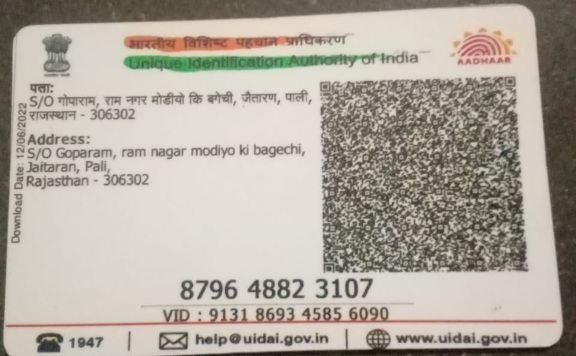 भारतीय विशिष्ट पहचान प्राधिकरण
Unique Identification Authority of India
AADHAAR
पता:
S/O गोपाराम, राम नगर मोडीयो कि बगेची, जैतारण, पाली,
राजस्थान - 306302
Address:
S/O Goparam, ram nagar modiyo ki bagechi,
Jaitaran, Pali,
Rajasthan - 306302
Download Date: 12/06/2022
8796 4882 3107
VID : 9131 8693 4585 6090
1947
help@uidai.gov.in
www.uidai.gov.in